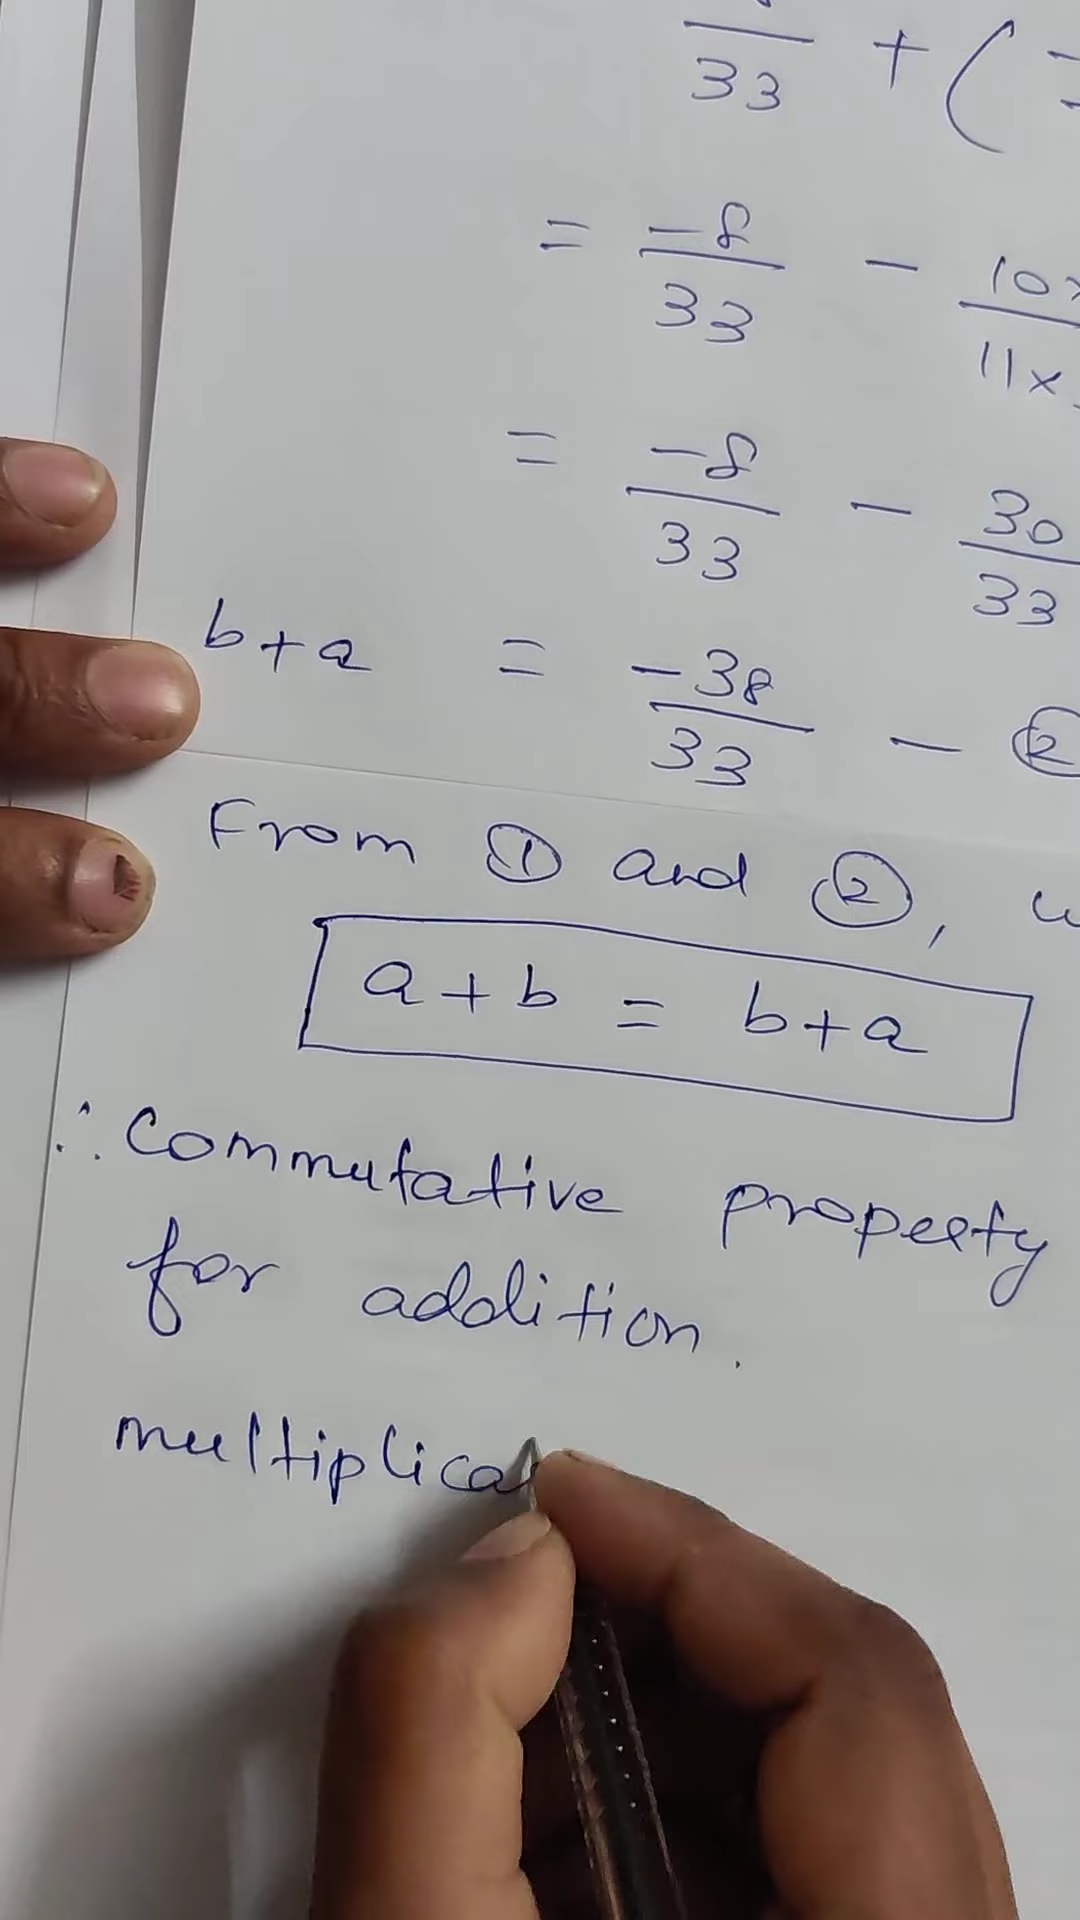 33 + (
= -8/33 - 10×/11×
= -8/33 - 30/33
b+a = -38/33 - ②
From ① and ②,
a+b = b+a
∴ Commutative property
for addition.
multiplica